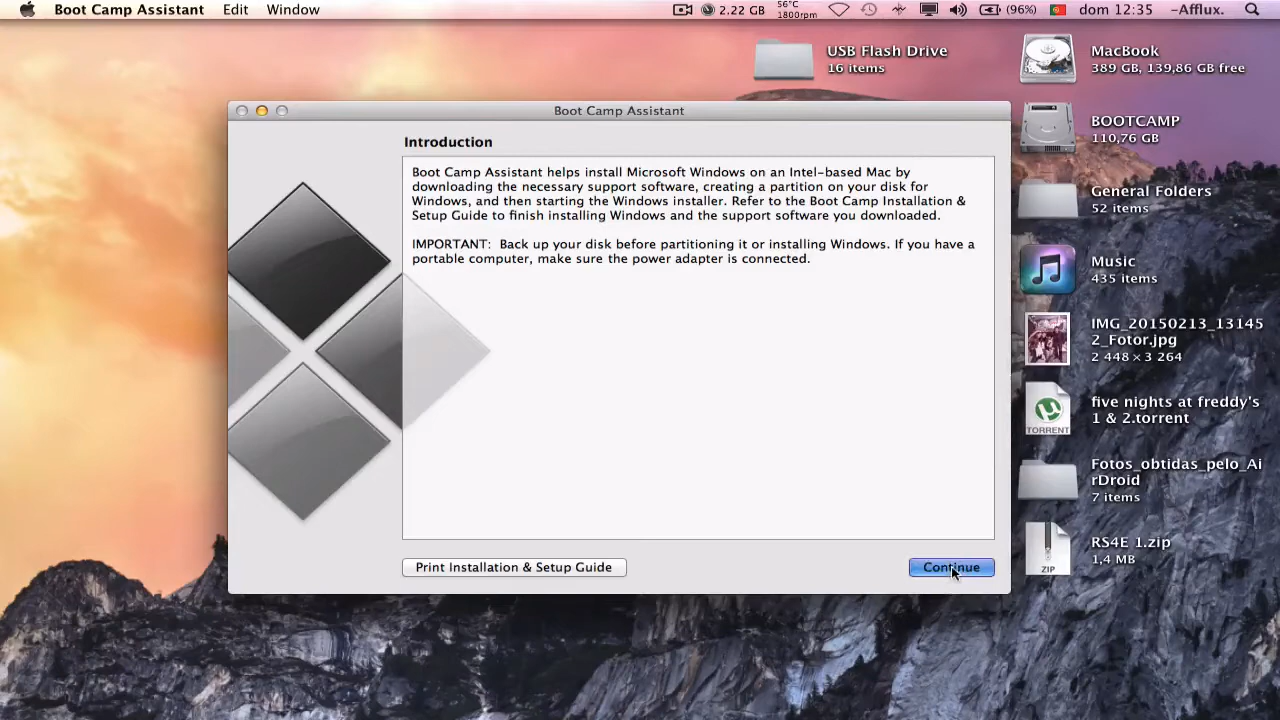 Boot Camp Assistant Edit Window
2.22 GB 56°C 1800rpm (96%) dom 12:35 -Afflux.
USB Flash Drive
16 items
MacBook
389 GB, 139,86 GB free
Boot Camp Assistant
BOOTCAMP
110,76 GB
Introduction
Boot Camp Assistant helps install Microsoft Windows on an Intel-based Mac by
downloading the necessary support software, creating a partition on your disk for
Windows, and then starting the Windows installer. Refer to the Boot Camp Installation &
Setup Guide to finish installing Windows and the support software you downloaded.
IMPORTANT: Back up your disk before partitioning it or installing Windows. If you have a
portable computer, make sure the power adapter is connected.
General Folders
52 items
Music
435 items
IMG_20150213_13145
2_Fotor.jpg
2 448 × 3 264
five nights at freddy's
1 & 2.torrent
TORRENT
Fotos_obtidas_pelo_Ai
rDroid
7 items
RS4E 1.zip
1,4 MB
ZIP
Print Installation & Setup Guide
Continue